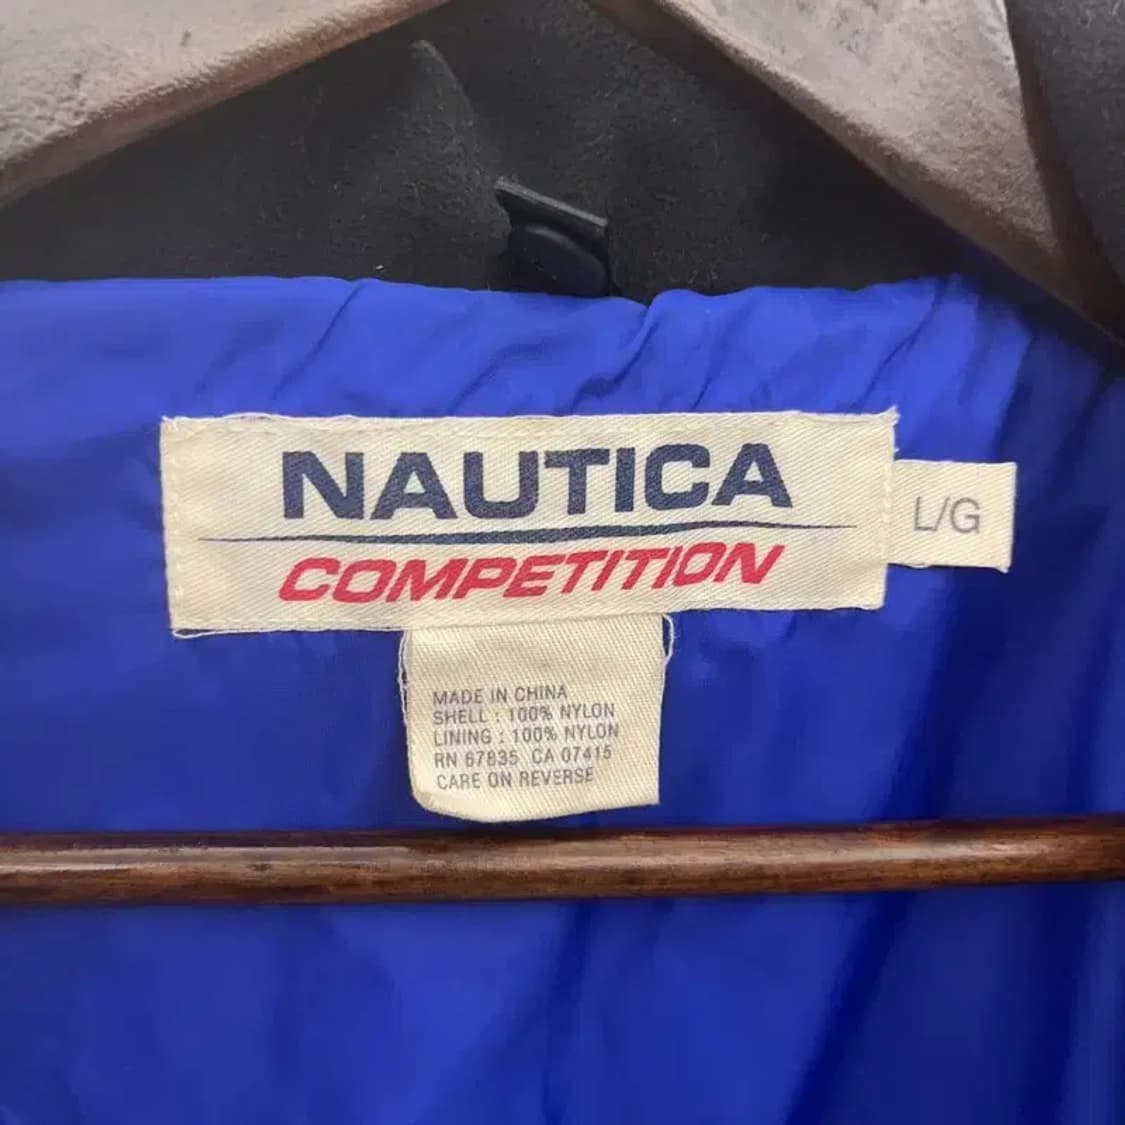 NAUTICA
COMPETITION
L/G
MADE IN CHINA
SHELL : 100% NYLON
LINING : 100% NYLON
RN 67835 CA 07415
CARE ON REVERSE